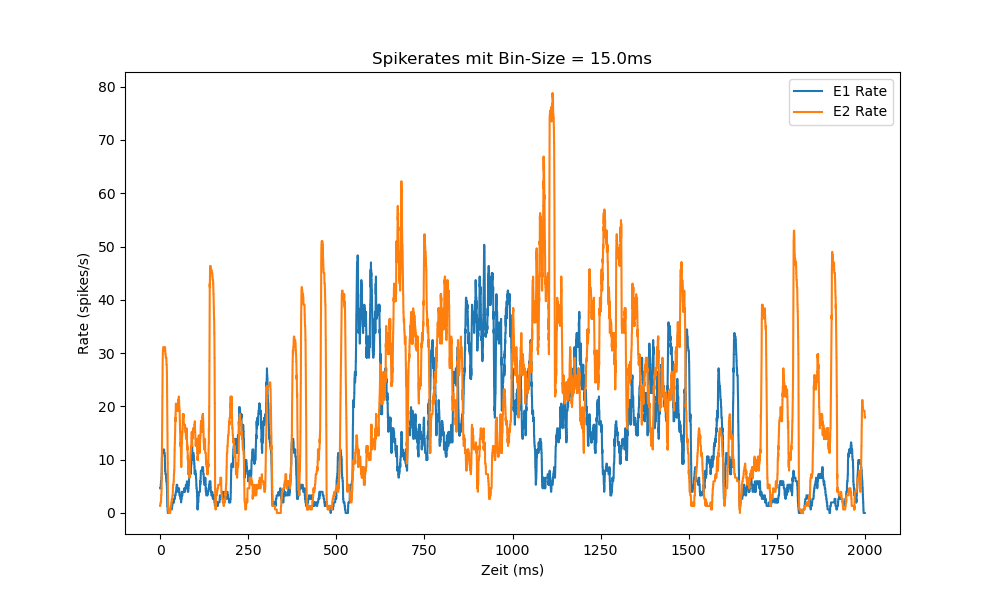 Spikerates mit Bin-Size = 15.0ms
E1 Rate
E2 Rate
Rate (spikes/s)
80
70
60
50
40
30
20
10
0
0 250 500 750 1000 1250 1500 1750 2000
Zeit (ms)